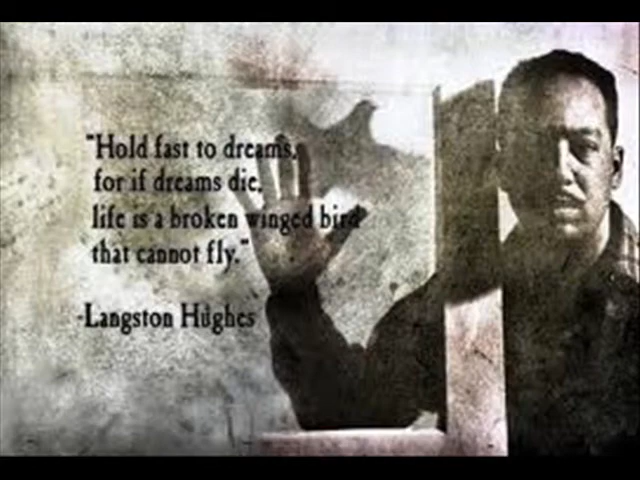 "Hold fast to dreams,
for if dreams die,
life is a broken winged bird
that cannot fly."
-Langston Hughes